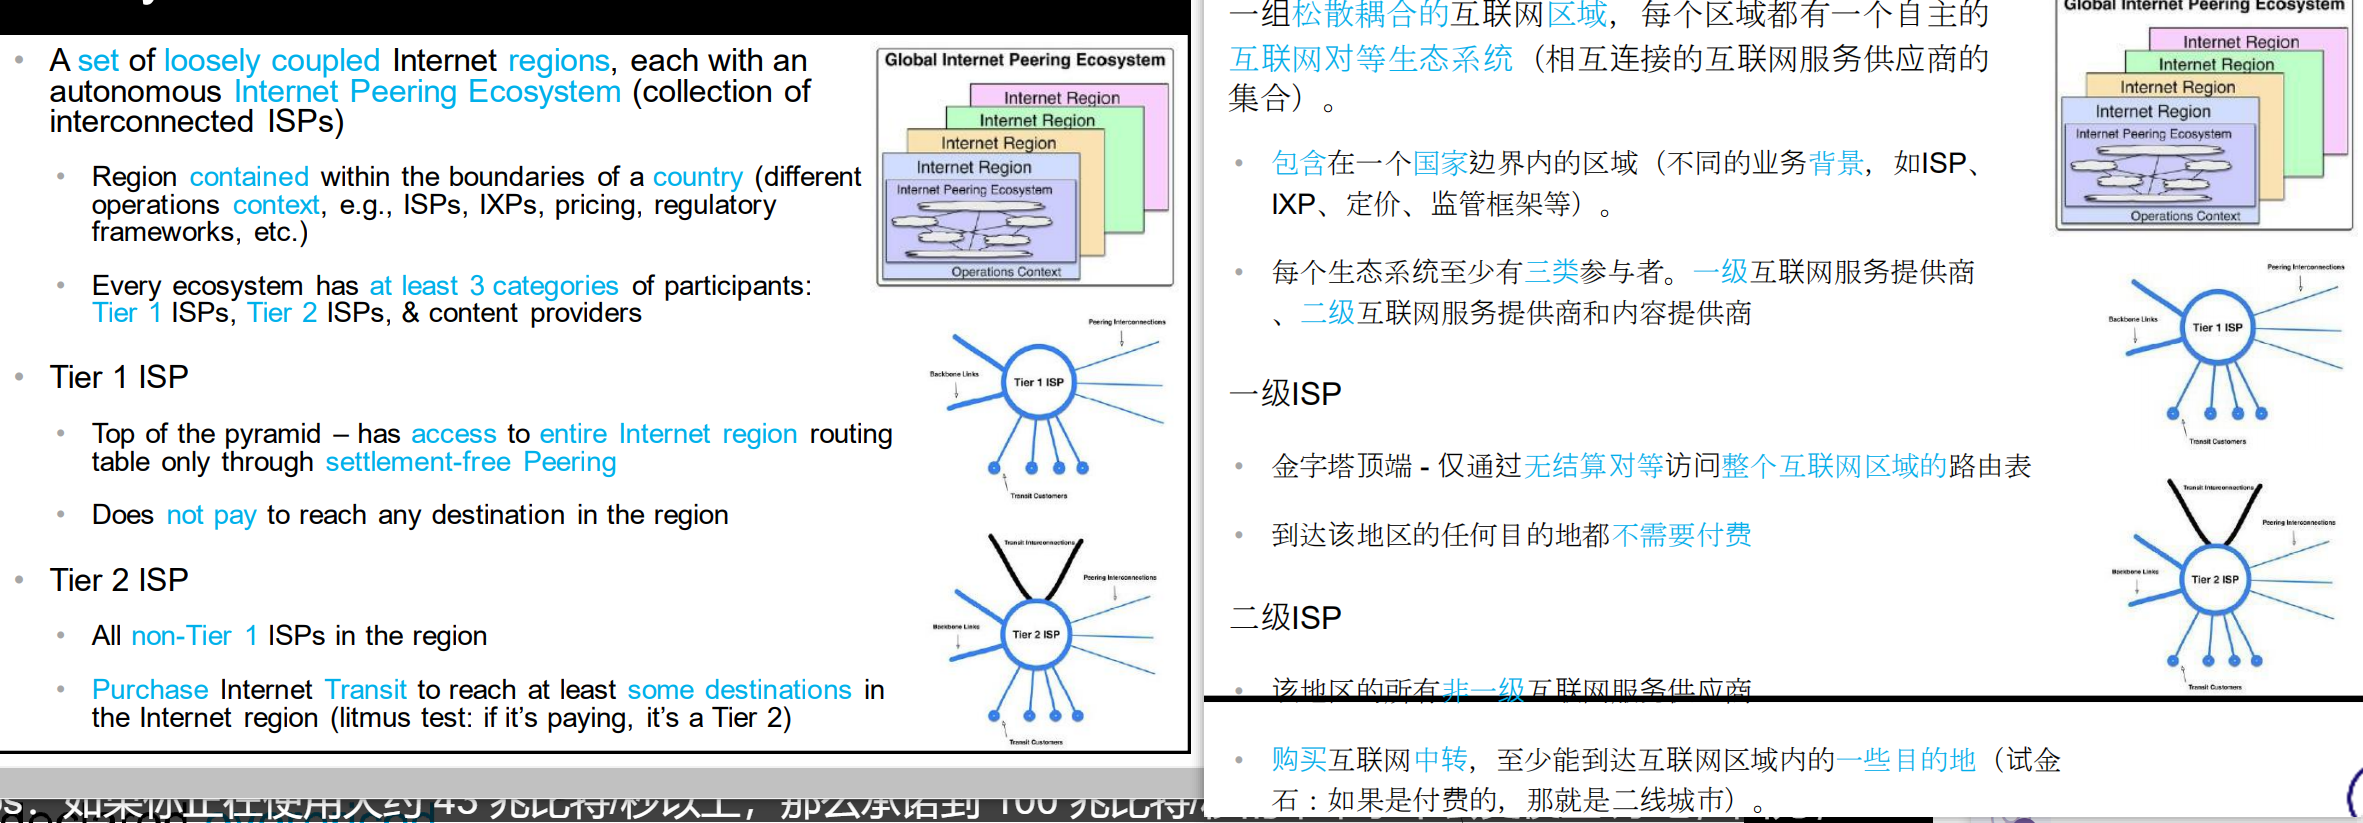 A set of loosely coupled Internet regions, each with an
autonomous Internet Peering Ecosystem (collection of
interconnected ISPs)
Region contained within the boundaries of a country (different
operations context, e.g., ISPs, IXPs, pricing, regulatory
frameworks, etc.)
Every ecosystem has at least 3 categories of participants:
Tier 1 ISPs, Tier 2 ISPs, & content providers
Tier 1 ISP
Top of the pyramid – has access to entire Internet region routing
table only through settlement-free Peering
Does not pay to reach any destination in the region
Tier 2 ISP
All non-Tier 1 ISPs in the region
Purchase Internet Transit to reach at least some destinations in
the Internet region (litmus test: if it's paying, it's a Tier 2)
Global Internet Peering Ecosystem
Internet Region
Internet Region
Internet Region
Internet Region
Internet Peering Ecosystem
Operations Context
Peering Interconnections
Backbone Links
Tier 1 ISP
Transit Customers
Transit Interconnections
Peering Interconnections
Backbone Links
Tier 2 ISP
Transit Customers
如果你正在使用大约 43 兆比特/秒以上，那么承诺到 100 兆比特/
一组松散耦合的互联网区域，每个区域都有一个自主的
互联网对等生态系统（相互连接的互联网服务供应商的
集合）。
包含在一个国家边界内的区域（不同的业务背景，如ISP、
IXP、定价、监管框架等）。
每个生态系统至少有三类参与者。一级互联网服务提供商
、二级互联网服务提供商和内容提供商
一级ISP
金字塔顶端 - 仅通过无结算对等访问整个互联网区域的路由表
到达该地区的任何目的地都不需要付费
二级ISP
该地区的所有非一级互联网服务供应商
购买互联网中转，至少能到达互联网区域内的一些目的地（试金
石：如果是付费的，那就是二线城市）。
Global Internet Peering Ecosystem
Internet Region
Internet Region
Internet Region
Internet Region
Internet Peering Ecosystem
Operations Context
Peering Interconnections
Backbone Links
Tier 1 ISP
Transit Customers
Transit Interconnections
Peering Interconnections
Backbone Links
Tier 2 ISP
Transit Customers